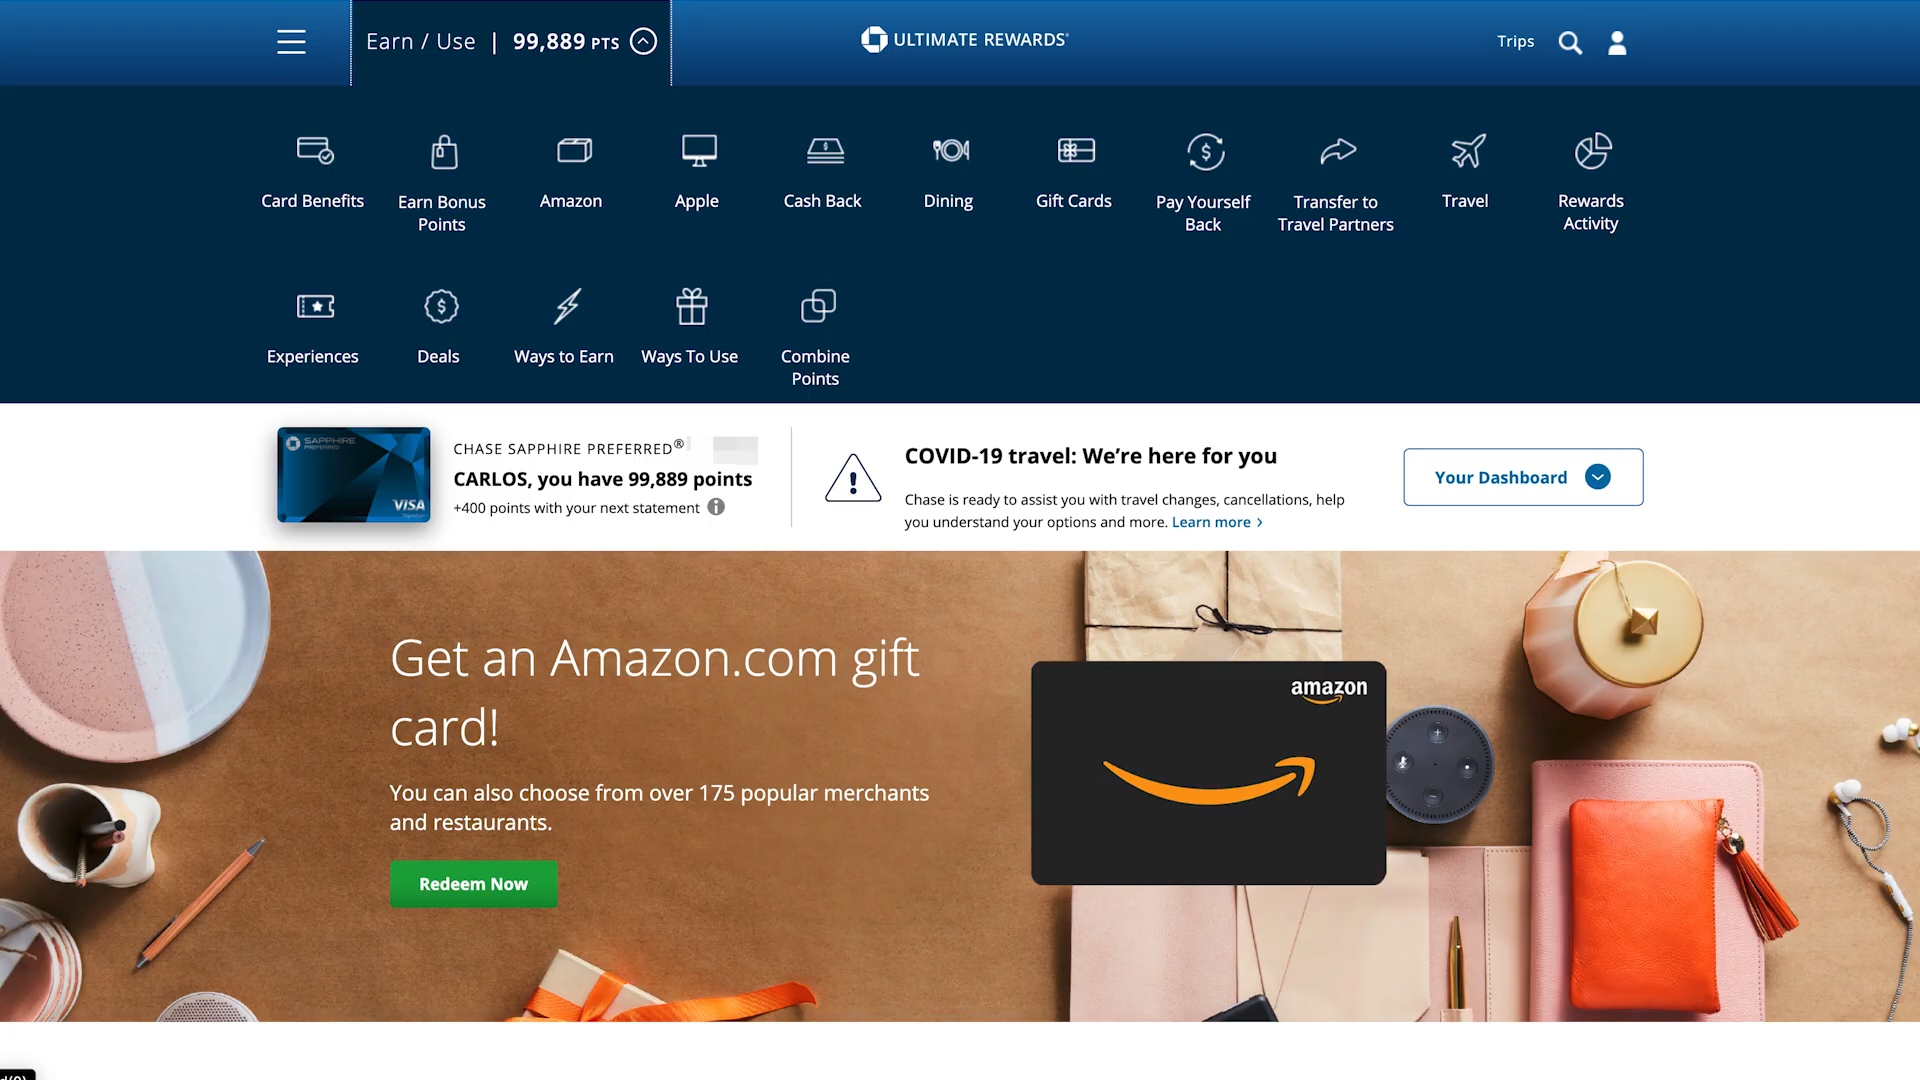 Earn / Use | 99,889 PTS
ULTIMATE REWARDS®
Trips
Card Benefits
Earn Bonus
Points
Amazon
Apple
Cash Back
Dining
Gift Cards
Pay Yourself
Back
Transfer to
Travel Partners
Travel
Rewards
Activity
Experiences
Deals
Ways to Earn
Ways To Use
Combine
Points
SAPPHIRE
PREFERRED
VISA
CHASE SAPPHIRE PREFERRED®
CARLOS, you have 99,889 points
+400 points with your next statement
COVID-19 travel: We’re here for you
Chase is ready to assist you with travel changes, cancellations, help
you understand your options and more. Learn more ›
Your Dashboard
Get an Amazon.com gift
card!
You can also choose from over 175 popular merchants
and restaurants.
Redeem Now
amazon